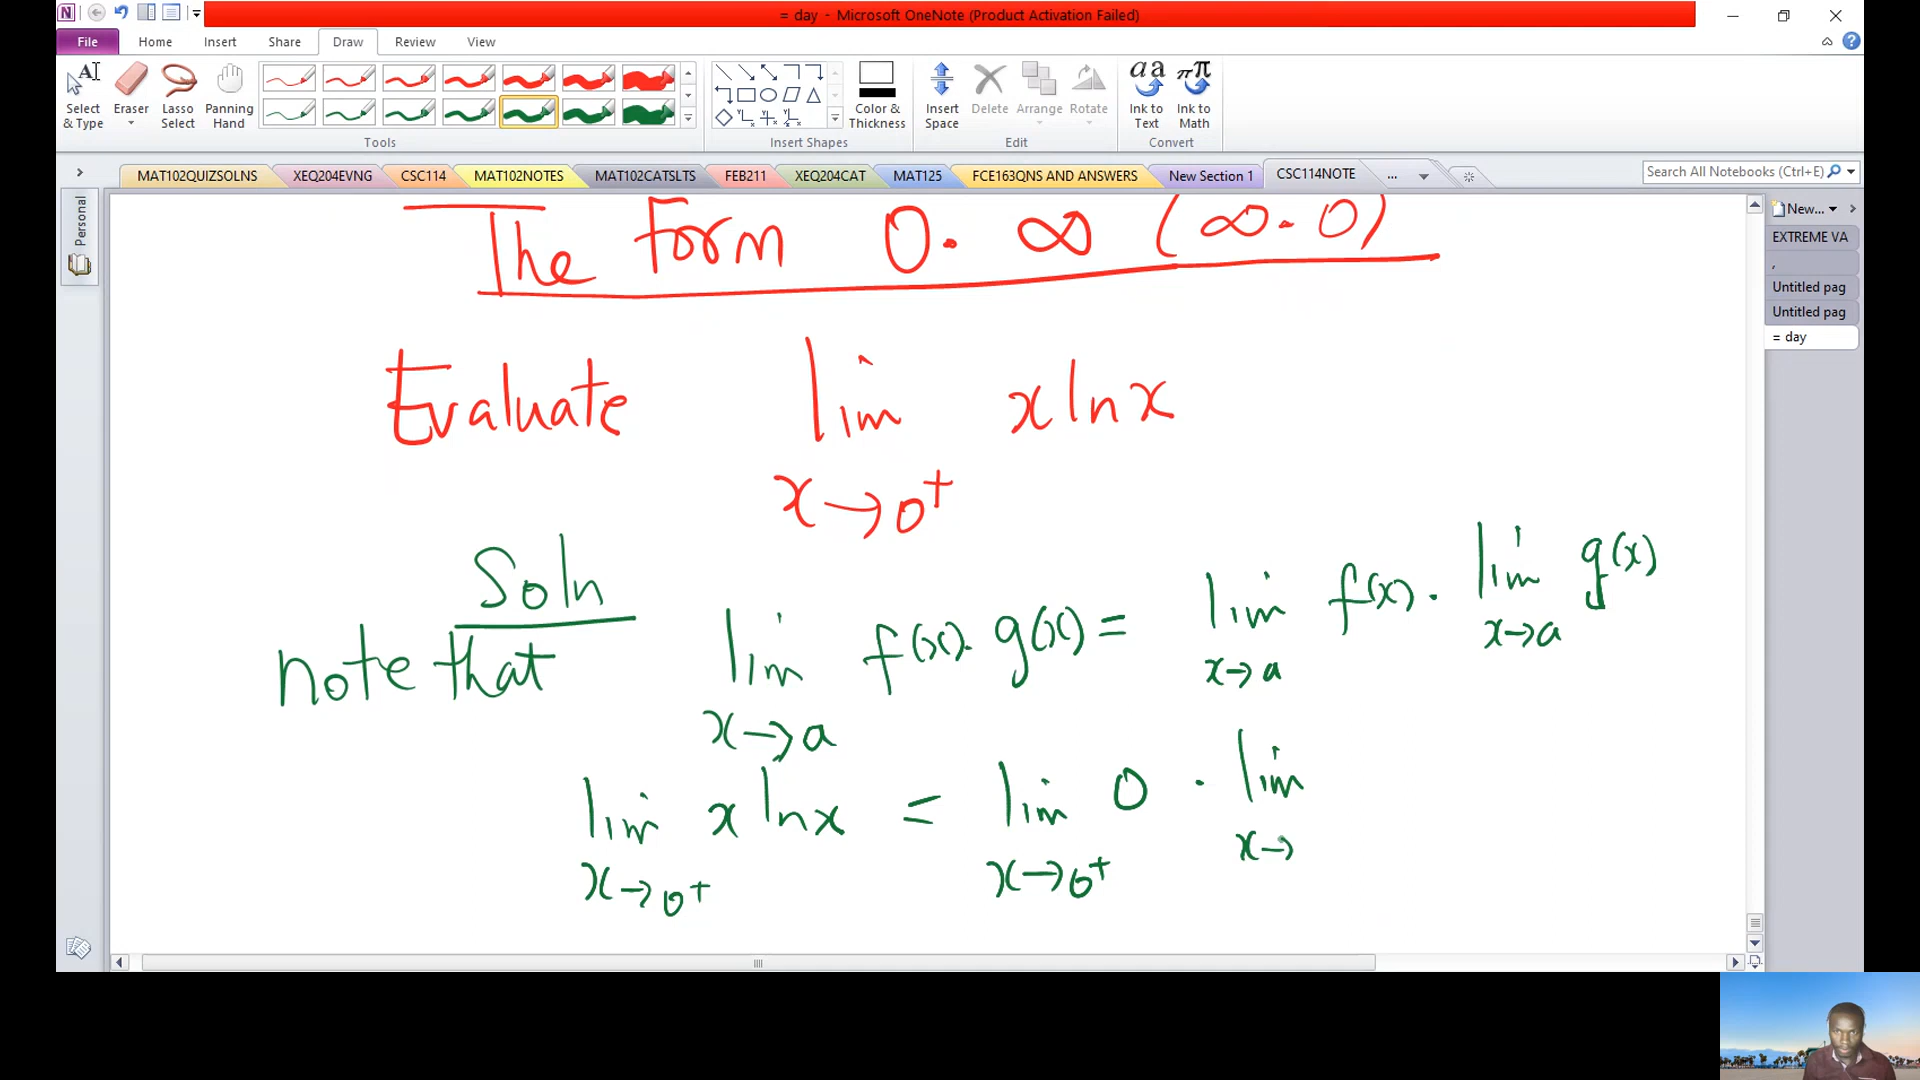 = day - Microsoft OneNote (Product Activation Failed)
File Home Insert Share Draw Review View
Select & Type Eraser Lasso Select Panning Hand Color & Thickness Insert Space Delete Arrange Rotate Ink to Text Ink to Math
Tools Insert Shapes Edit Convert
MAT102QUIZSOLNS XEQ204EVNG CSC114 MAT102NOTES MAT102CATSLTS FEB211 XEQ204CAT MAT125 FCE163QNS AND ANSWERS New Section 1 CSC114NOTE ... Search All Notebooks (Ctrl+E)
Personal
New...
EXTREME VA
,
Untitled pag
Untitled pag
= day
The Form 0. ∞ (∞.0)
Evaluate lim x ln x
x→0+
Soln
note that lim f(x). g(x) = lim f(x) . lim g(x)
x→a x→a x→a
lim x ln x = lim 0 . lim
x→0+ x→0+ x→